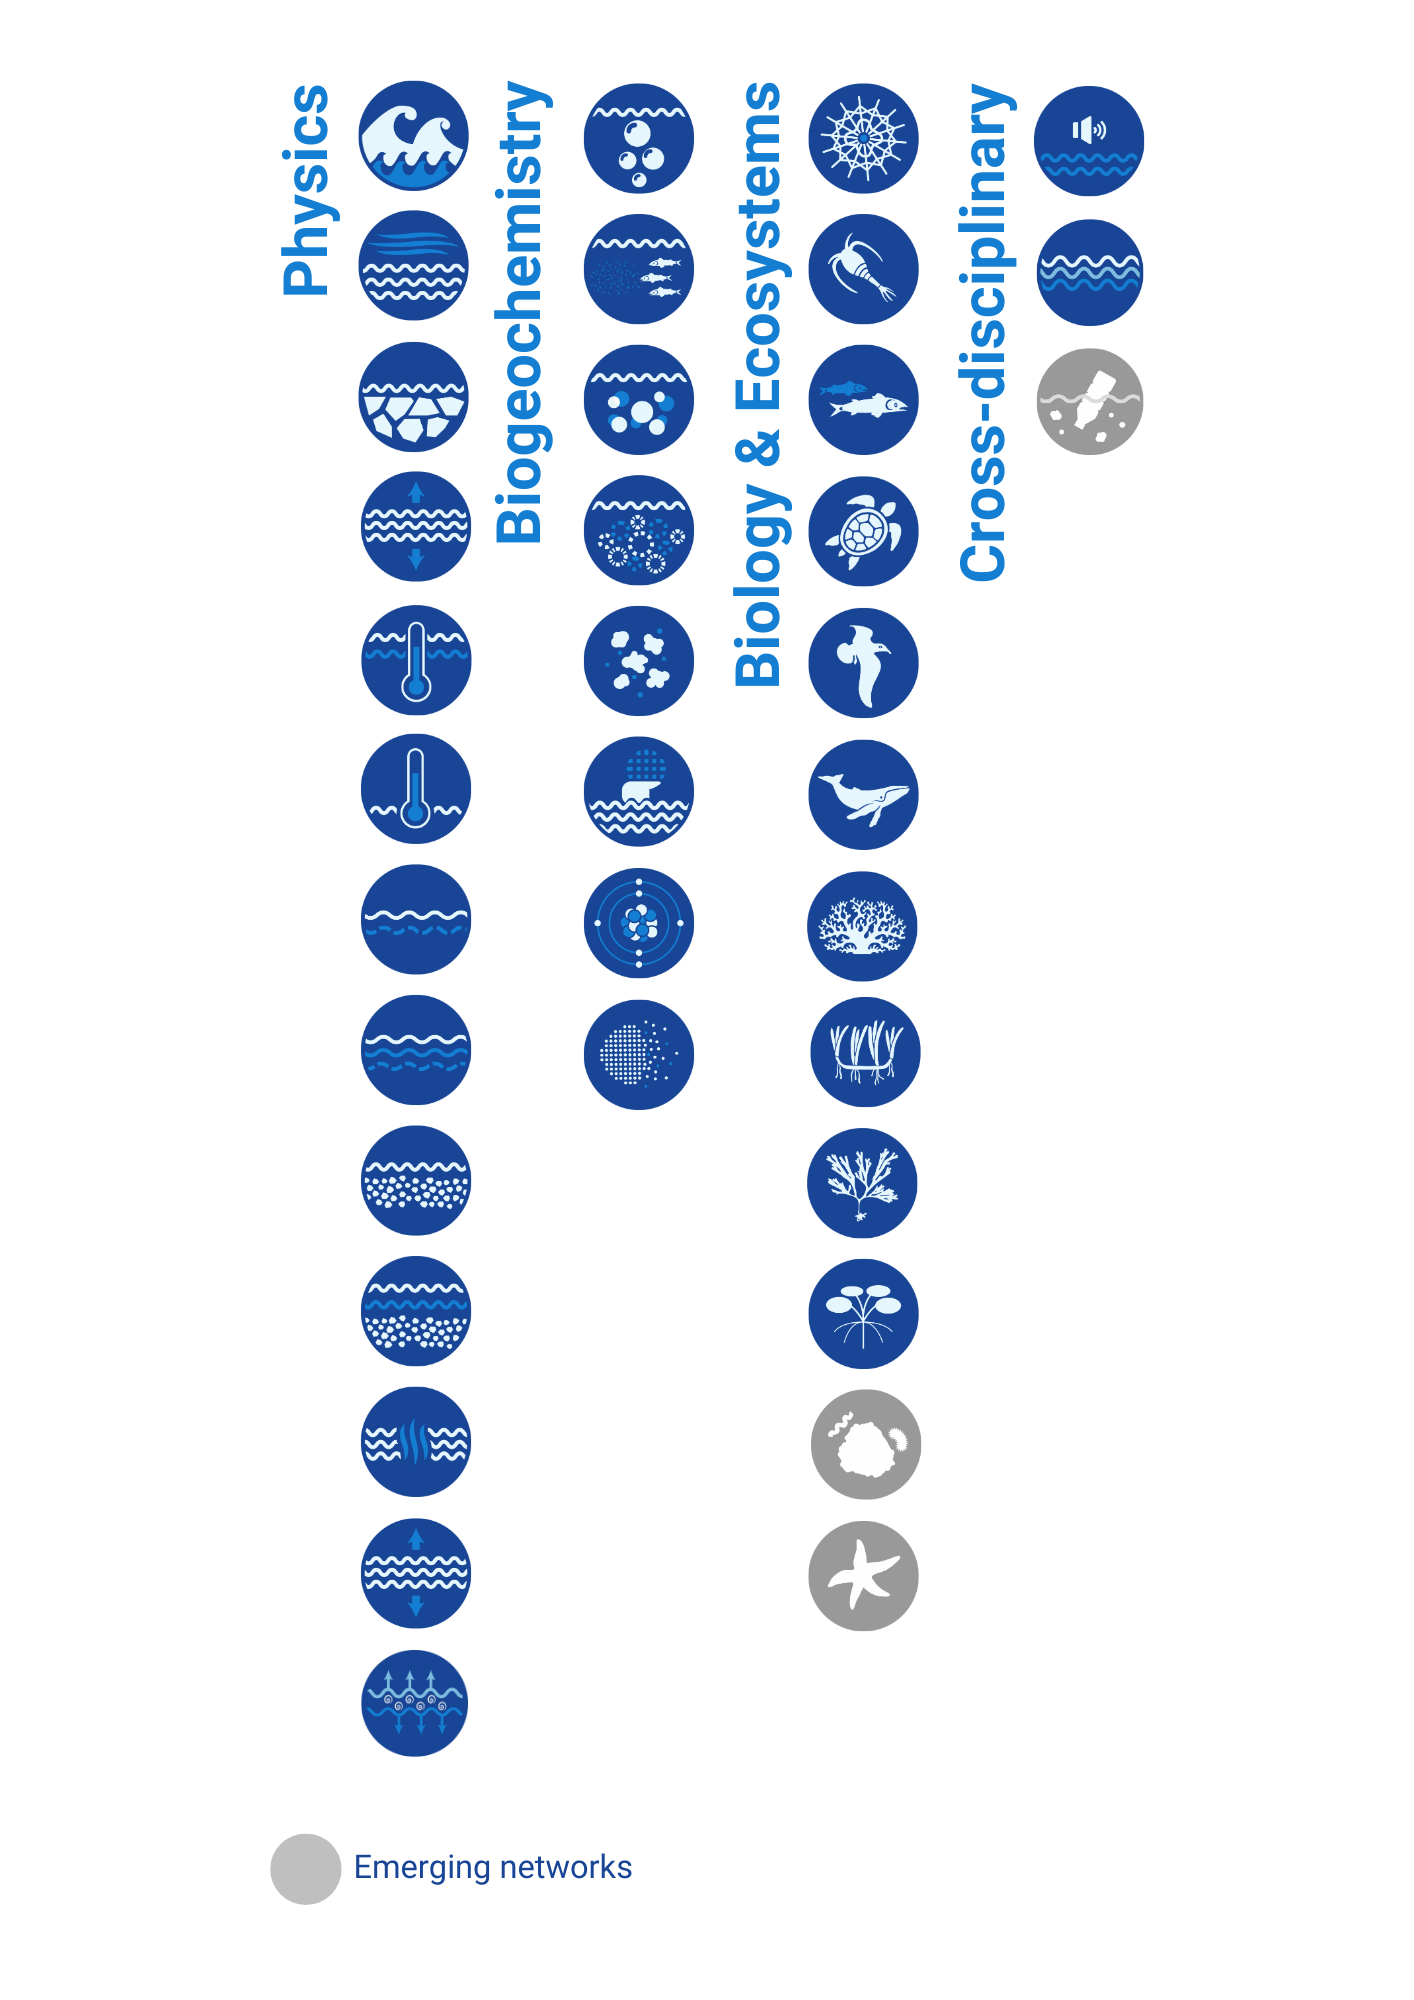 Physics
Biogeochemistry
Biology & Ecosystems
Cross-disciplinary
Emerging networks